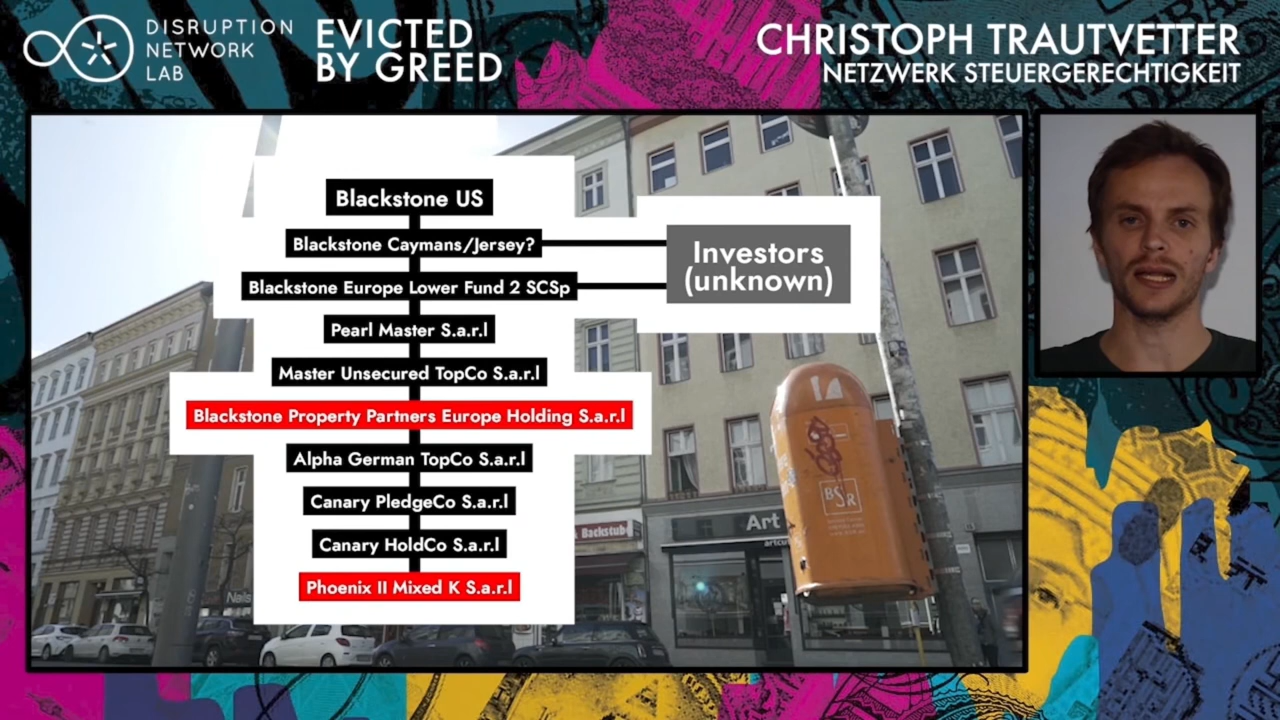 DISRUPTION
NETWORK
LAB
EVICTED
BY GREED
CHRISTOPH TRAUTVETTER
NETZWERK STEUERGERECHTIGKEIT
Blackstone US
Blackstone Caymans/Jersey?
Blackstone Europe Lower Fund 2 SCSp
Investors
(unknown)
Pearl Master S.a.r.l
Master Unsecured TopCo S.a.r.l
Blackstone Property Partners Europe Holding S.a.r.l
Alpha German TopCo S.a.r.l
Canary PledgeCo S.a.r.l
Canary HoldCo S.a.r.l
Phoenix II Mixed K S.a.r.l
BSR
Art
Backstube
Nails